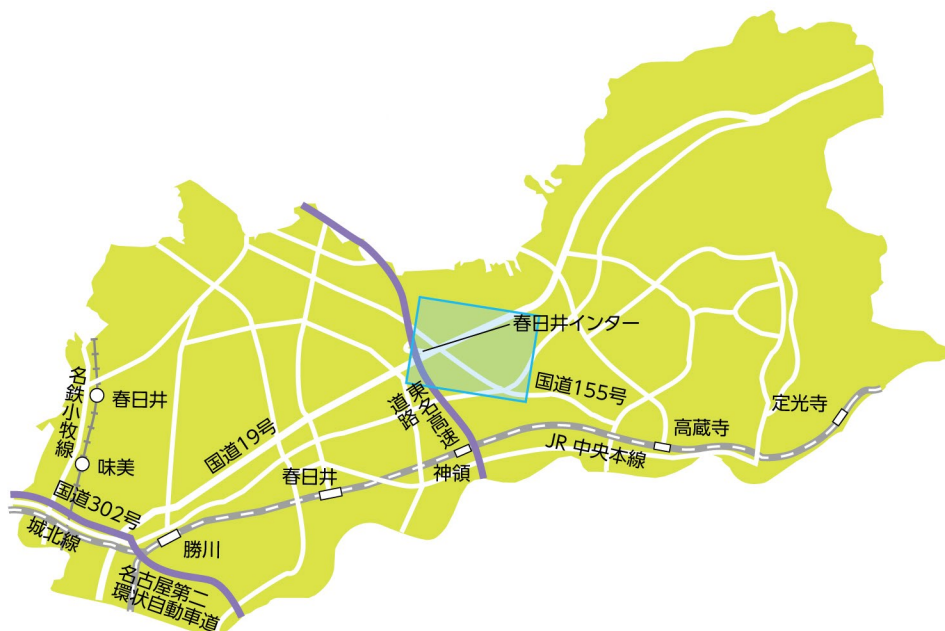 春日井インター
国道155号
名鉄小牧線
春日井
東名高速
道路
定光寺
高蔵寺
国道19号
JR 中央本線
味美
春日井
神領
国道302号
城北線
勝川
名古屋第二
環状自動車道